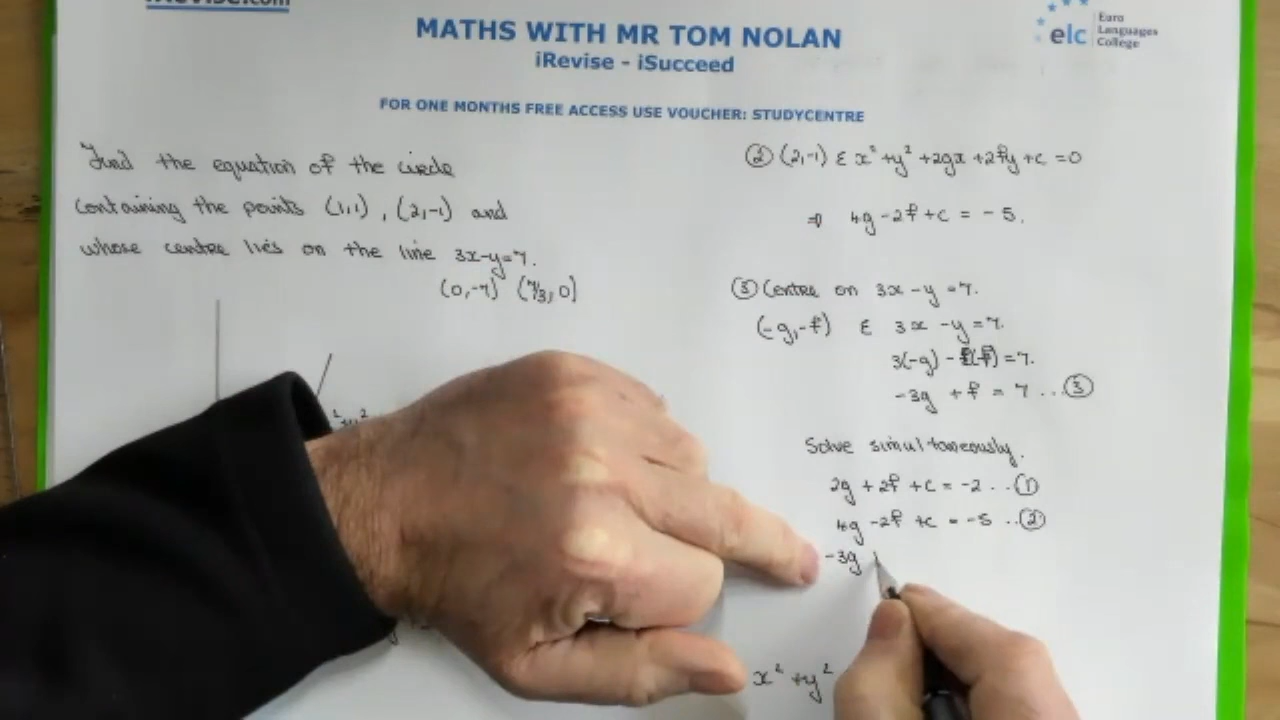 iRevise.com
MATHS WITH MR TOM NOLAN
iRevise - iSucceed
FOR ONE MONTHS FREE ACCESS USE VOUCHER: STUDYCENTRE
elc Euro
Languages
College
Find the equation of the circle
containing the points (1,1), (2,-1) and
whose centre lies on the line 3x-y=7.
(0,-7) (7/3, 0)
② (2,-1) ε x² + y² + 2gx + 2fy + c = 0
⇒ 4g - 2f + c = - 5.
③ Centre on 3x - y = 7.
(-g,-f) ε 3x - y = 7.
3(-g) - (-f) = 7.
-3g + f = 7 ... ③
Solve simultaneously.
2g + 2f + c = -2 .. ①
4g - 2f + c = -5 .. ②
-3g
x² + y²